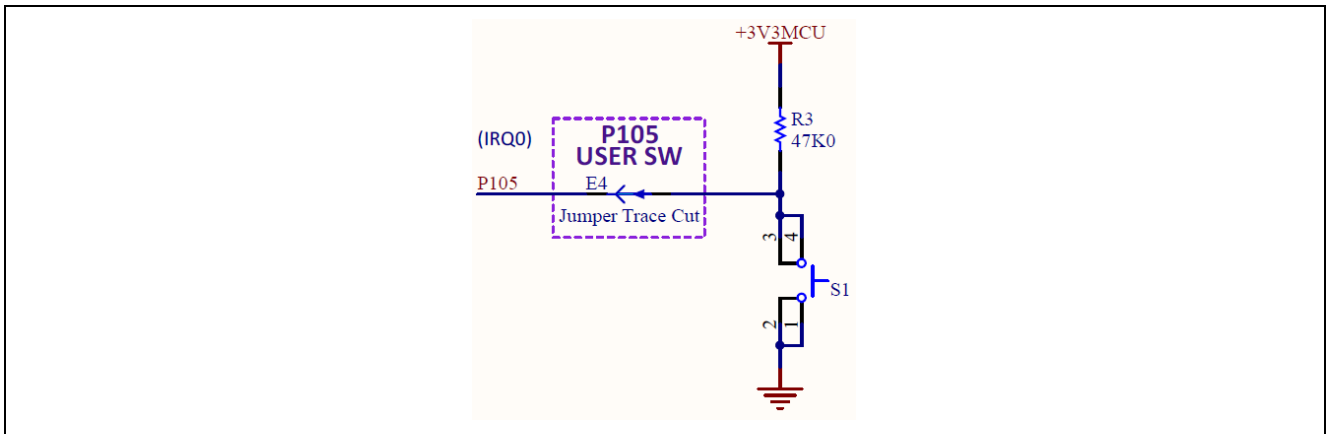 +3V3MCU
R3
47K0
(IRQ0)
P105
USER SW
P105
E4
Jumper Trace Cut
3
4
S1
2
1